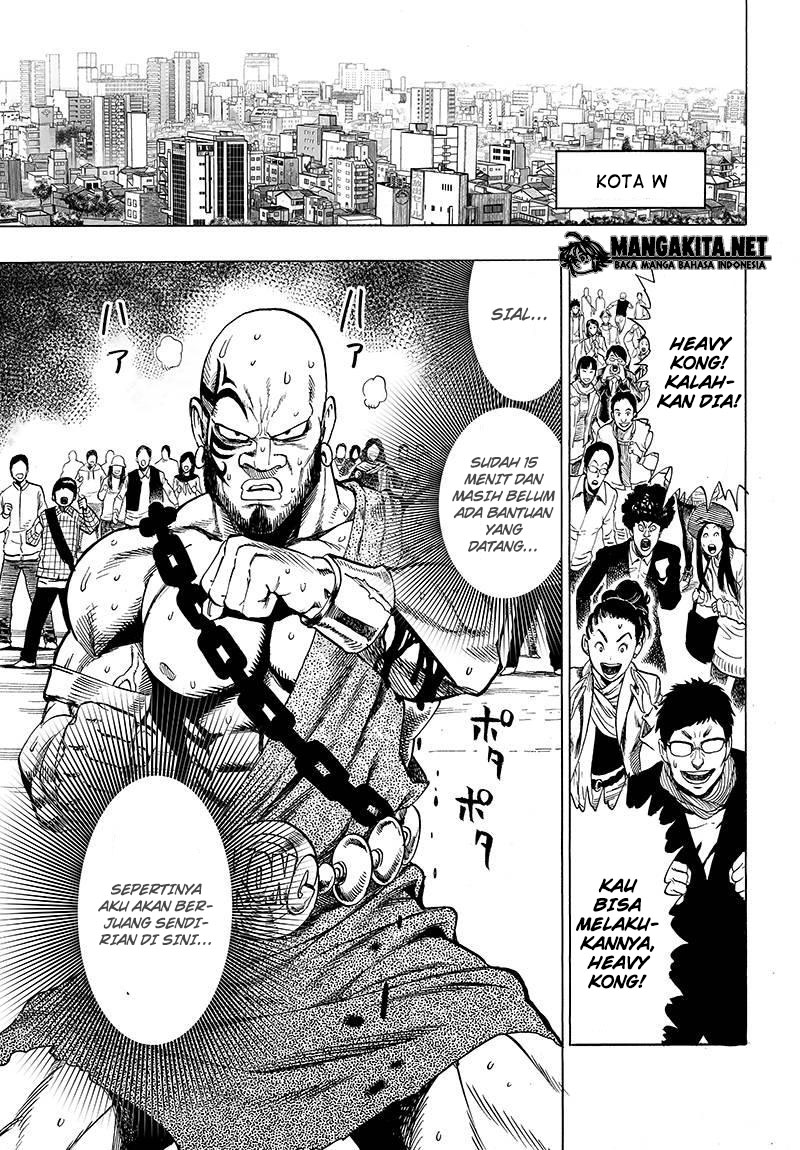 KOTA W
MANGAKITA.NET
BACA MANGA BAHASA INDONESIA
HEAVY
KONG!
KALAH-
KAN DIA!
KAU
BISA
MELAKU-
KANNYA,
HEAVY
KONG!
SIAL...
SUDAH 15
MENIT DAN
MASIH BELUM
ADA BANTUAN
YANG
DATANG...
ハァ
ハァ
ポタ
ポタ
SEPERTINYA
AKU AKAN BER-
JUANG SENDI-
RIAN DI SINI...